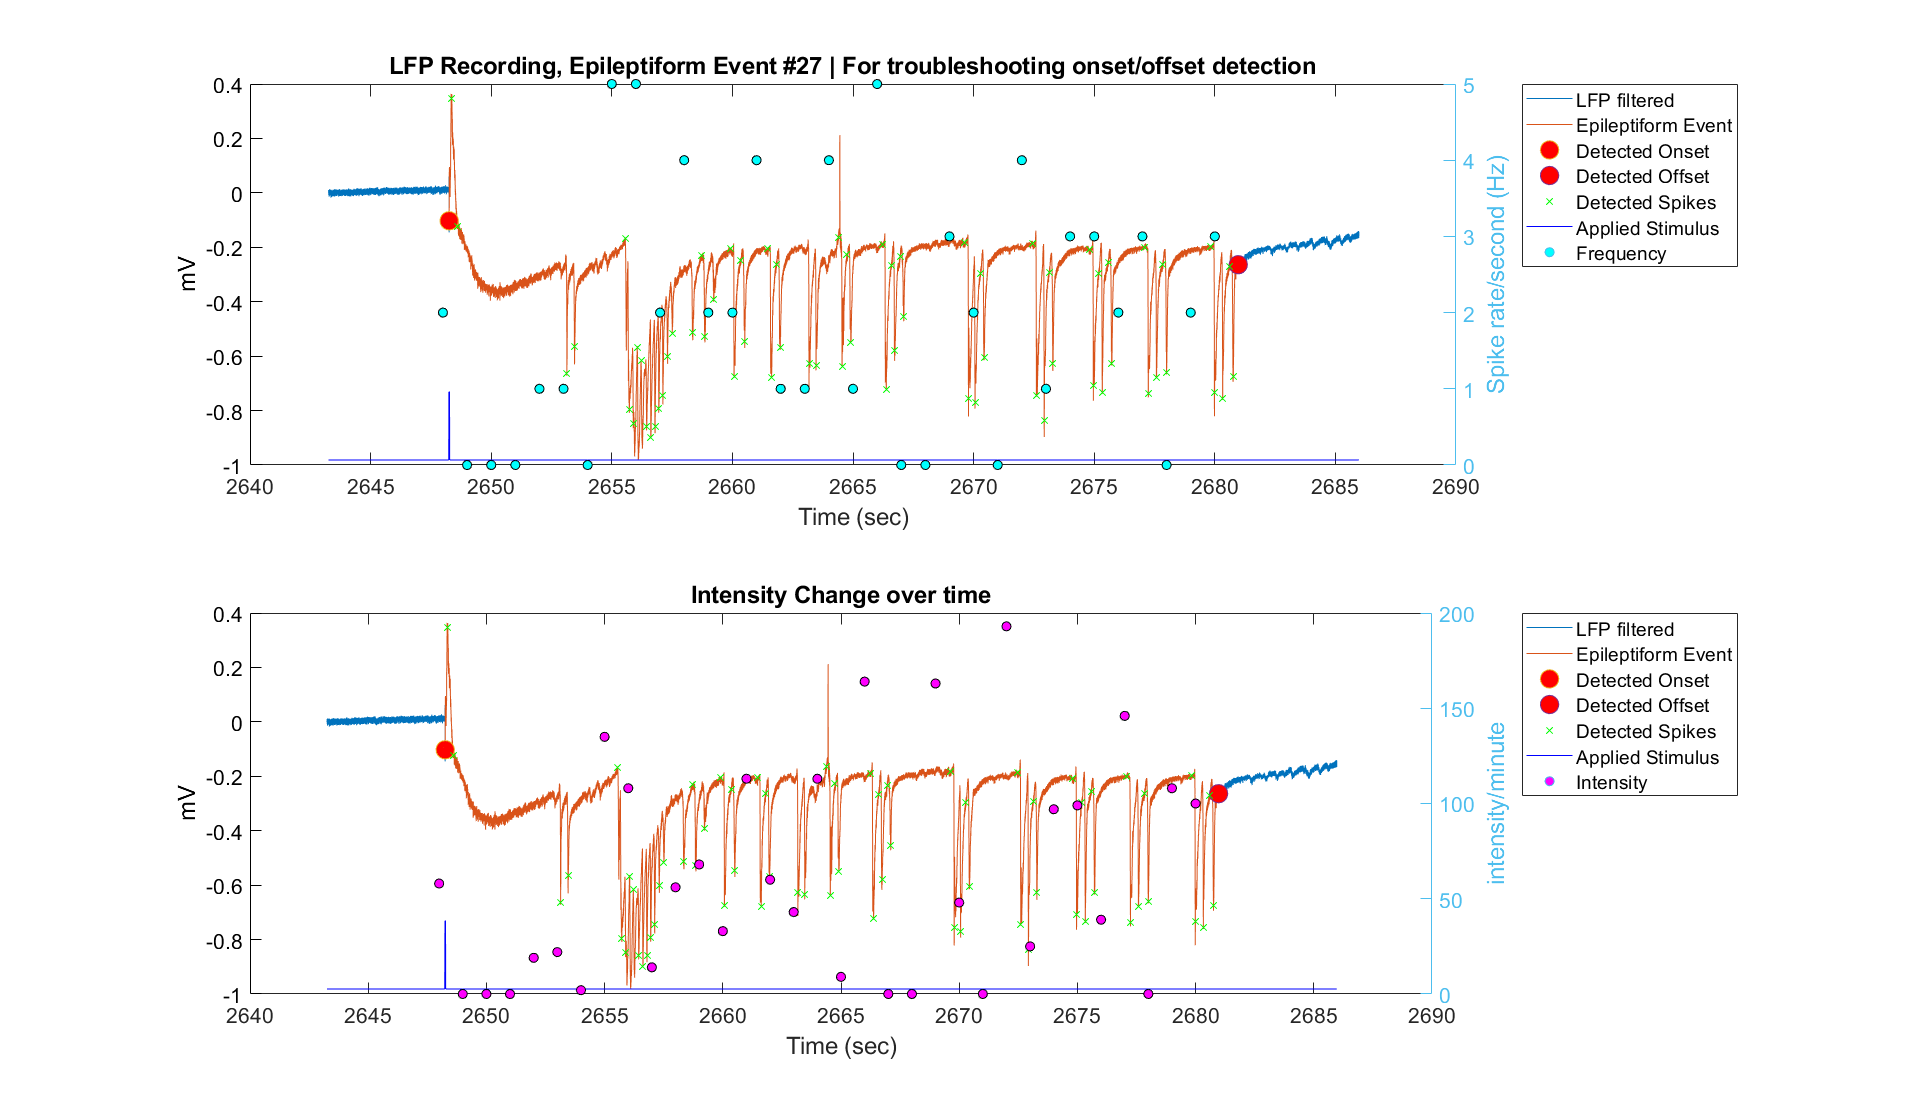 LFP Recording, Epileptiform Event #27 | For troubleshooting onset/offset detection
0.4
0.2
0
-0.2
-0.4
-0.6
-0.8
-1
mV
2640
2645
2650
2655
2660
2665
2670
2675
2680
2685
2690
Time (sec)
5
4
3
2
1
0
Spike rate/second (Hz)
LFP filtered
Epileptiform Event
Detected Onset
Detected Offset
Detected Spikes
Applied Stimulus
Frequency
Intensity Change over time
0.4
0.2
0
-0.2
-0.4
-0.6
-0.8
-1
mV
2640
2645
2650
2655
2660
2665
2670
2675
2680
2685
2690
Time (sec)
200
150
100
50
0
intensity/minute
LFP filtered
Epileptiform Event
Detected Onset
Detected Offset
Detected Spikes
Applied Stimulus
Intensity